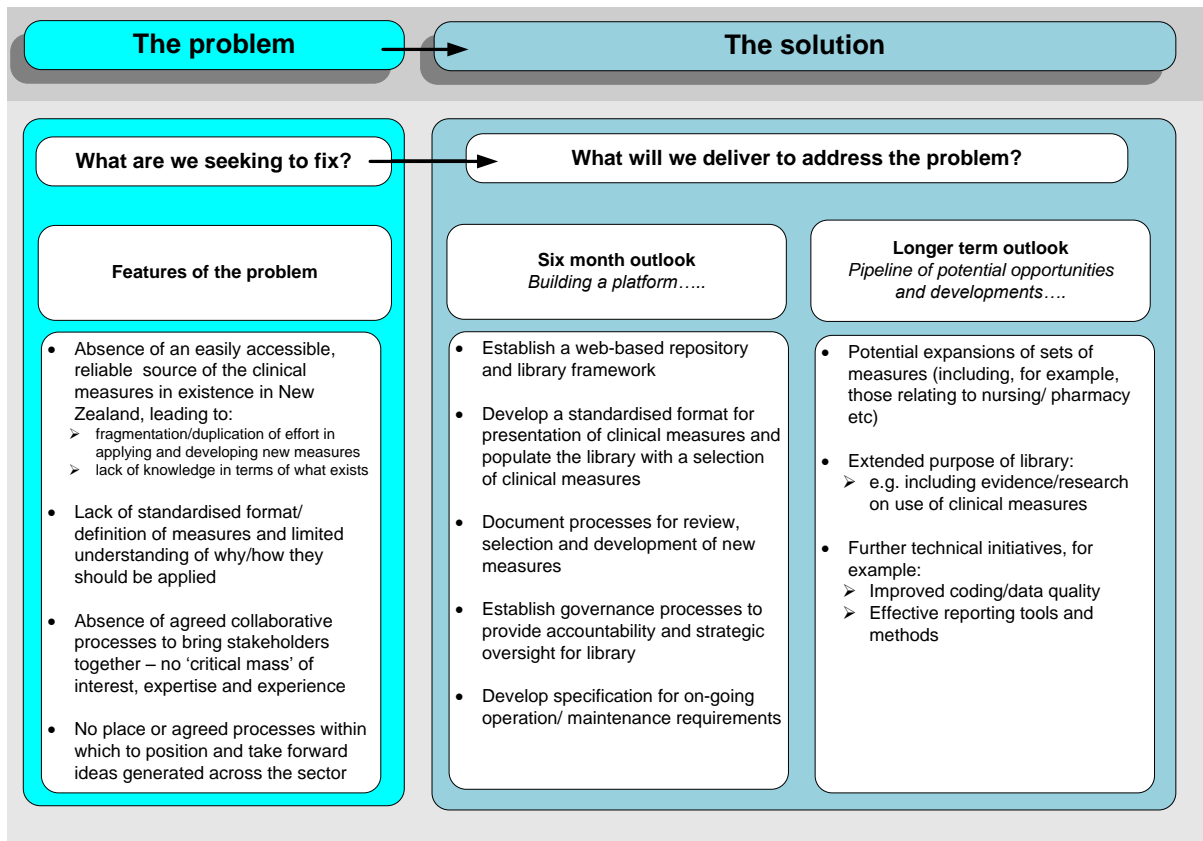 The problem
The solution
What are we seeking to fix?
What will we deliver to address the problem?
Features of the problem
• Absence of an easily accessible,
reliable source of the clinical
measures in existence in New
Zealand, leading to:
➢ fragmentation/duplication of effort in
applying and developing new measures
➢ lack of knowledge in terms of what exists
• Lack of standardised format/
definition of measures and limited
understanding of why/how they
should be applied
• Absence of agreed collaborative
processes to bring stakeholders
together – no ‘critical mass’ of
interest, expertise and experience
• No place or agreed processes within
which to position and take forward
ideas generated across the sector
Six month outlook
Building a platform…..
• Establish a web-based repository
and library framework
• Develop a standardised format for
presentation of clinical measures and
populate the library with a selection
of clinical measures
• Document processes for review,
selection and development of new
measures
• Establish governance processes to
provide accountability and strategic
oversight for library
• Develop specification for on-going
operation/ maintenance requirements
Longer term outlook
Pipeline of potential opportunities
and developments….
• Potential expansions of sets of
measures (including, for example,
those relating to nursing/ pharmacy
etc)
• Extended purpose of library:
➢ e.g. including evidence/research
on use of clinical measures
• Further technical initiatives, for
example:
➢ Improved coding/data quality
➢ Effective reporting tools and
methods